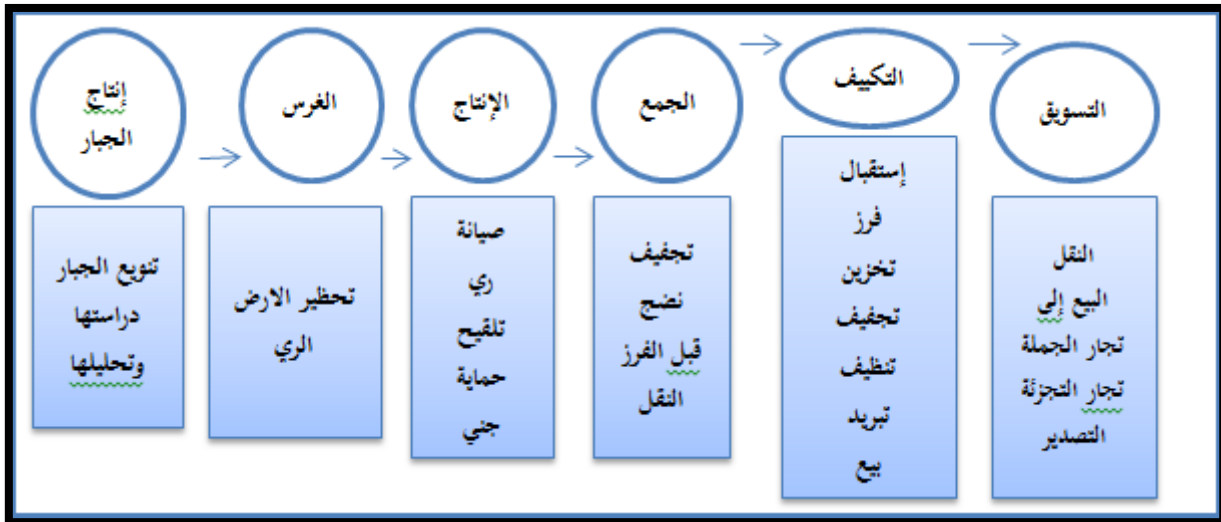 إنتاج
الجبار
الغرس
الإنتاج
الجمع
التكييف
التسويق
تنويع الجبار
دراستها
وتحليلها
تحظير الارض
الري
صيانة
ري
تلقيح
حماية
جني
تجفيف
نضج
قبل الفرز
النقل
إستقبال
فرز
تخزين
تجفيف
تنظيف
تبريد
بيع
النقل
البيع إلى
تجار الجملة
تجار التجزئة
التصدير